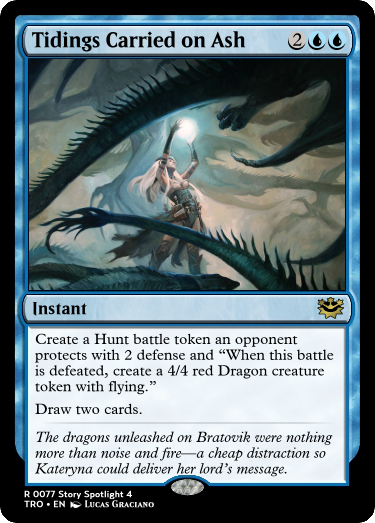 Tidings Carried on Ash 2
Instant
Create a Hunt battle token an opponent
protects with 2 defense and “When this battle
is defeated, create a 4/4 red Dragon creature
token with flying.”
Draw two cards.
The dragons unleashed on Bratovik were nothing
more than noise and fire—a cheap distraction so
Kateryna could deliver her lord's message.
R 0077 Story Spotlight 4
TRO • EN Lucas Graciano